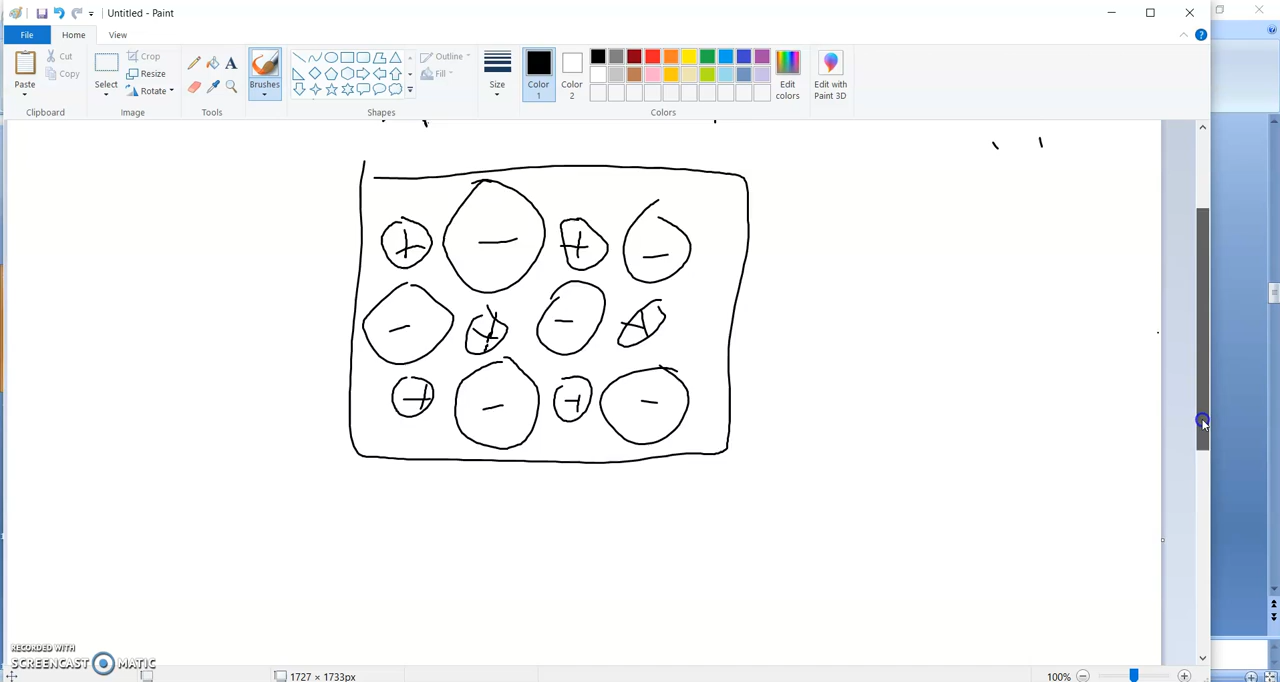 Untitled - Paint
File Home View
Paste
Cut
Copy
Clipboard
Select
Crop
Resize
Rotate
Image
A
Tools
Brushes
Outline
Fill
Shapes
Size
Color 1
Color 2
Edit colors
Colors
Edit with Paint 3D
+ − + −
− + − +
+ − + −
RECORDED WITH
SCREENCAST MATIC
1727 × 1733px
100%